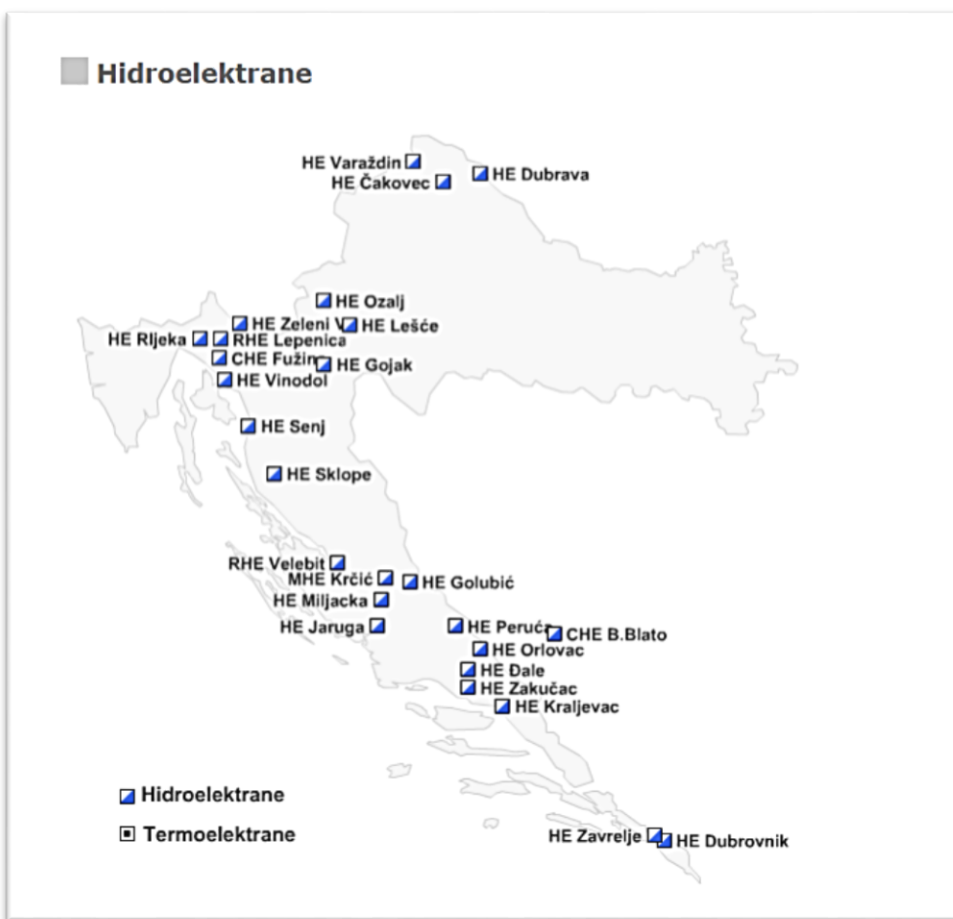 Hidroelektrane
HE Varaždin
HE Dubrava
HE Čakovec
HE Ozalj
HE Zeleni V
HE Lešće
HE RIjeka
RHE Lepenica
CHE Fužin
HE Gojak
HE Vinodol
HE Senj
HE Sklope
RHE Velebit
MHE Krčić
HE Golubić
HE Miljacka
HE Jaruga
HE Peruća
CHE B.Blato
HE Orlovac
HE Đale
HE Zakučac
HE Kraljevac
Hidroelektrane
Termoelektrane
HE Zavrelje
HE Dubrovnik